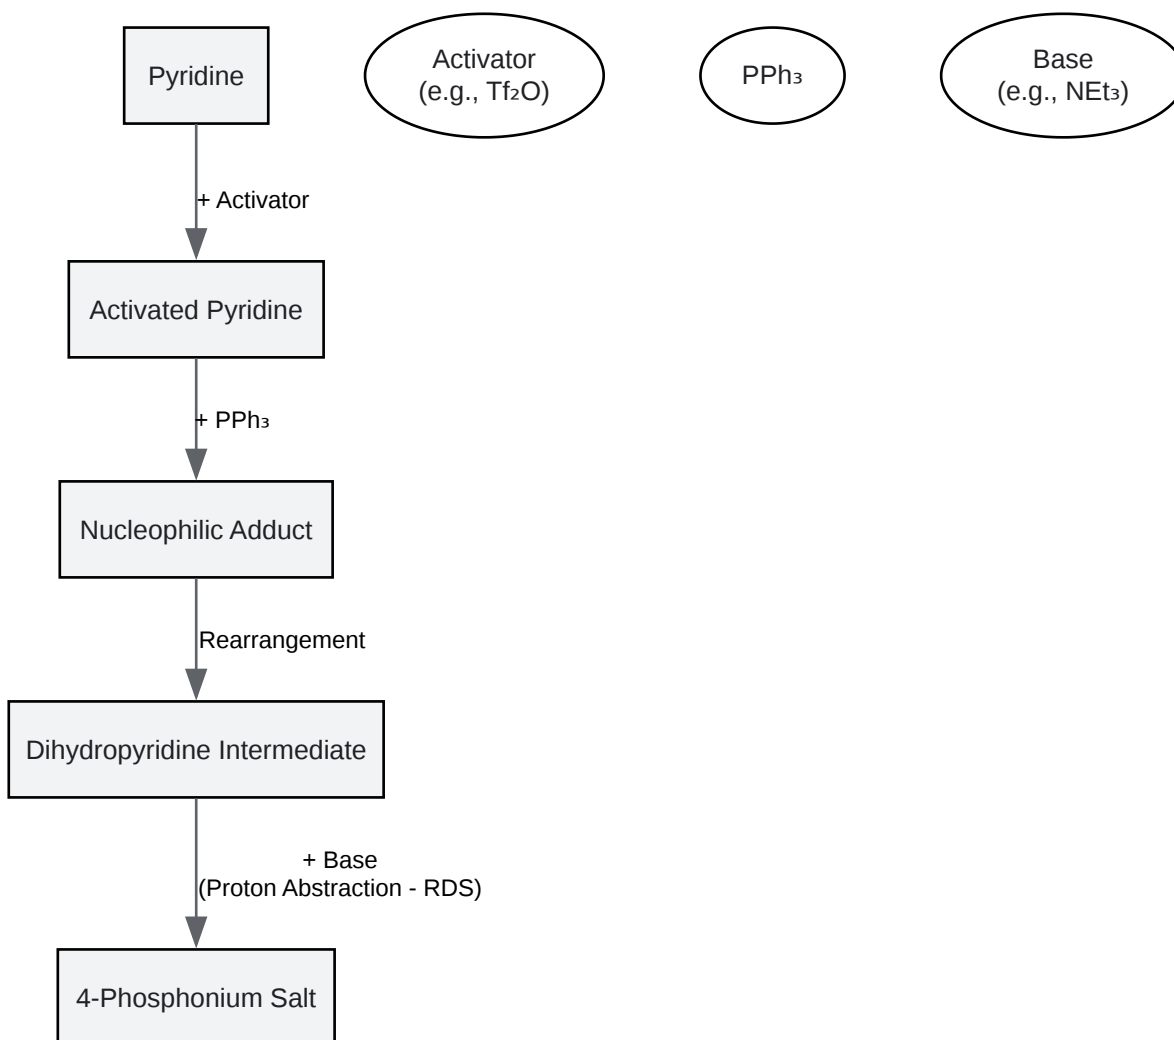 Pyridine
Activator
(e.g., Tf₂O)
PPh₃
Base
(e.g., NEt₃)
+ Activator
Activated Pyridine
+ PPh₃
Nucleophilic Adduct
Rearrangement
Dihydropyridine Intermediate
+ Base
(Proton Abstraction - RDS)
4-Phosphonium Salt